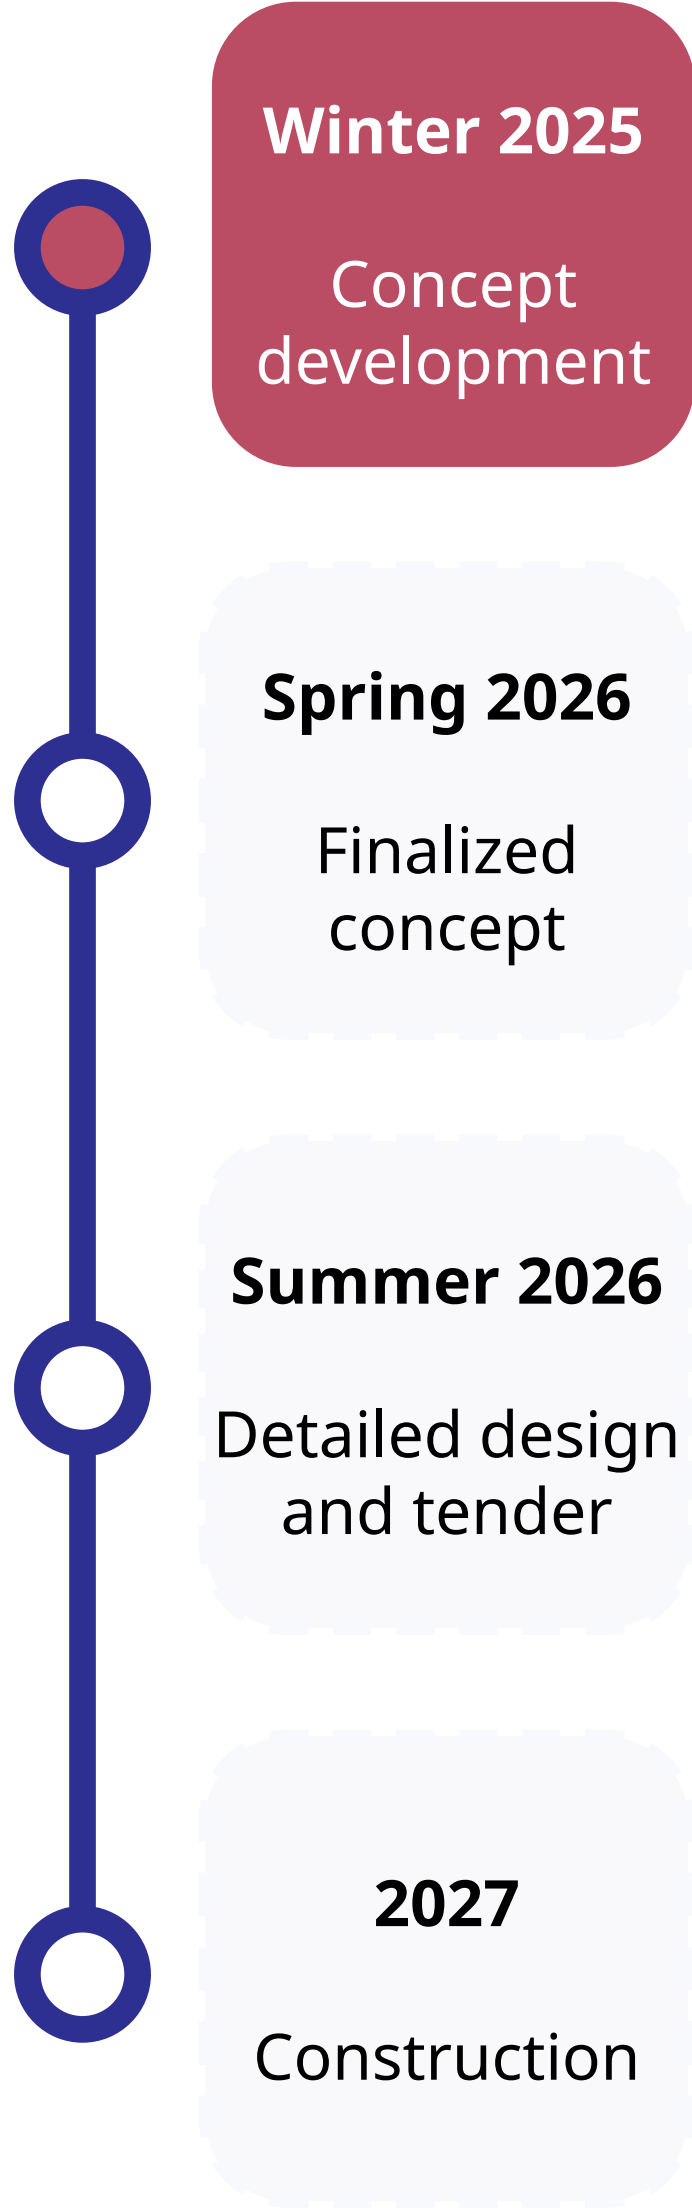 Winter 2025
Concept
development
Spring 2026
Finalized
concept
Summer 2026
Detailed design
and tender
2027
Construction